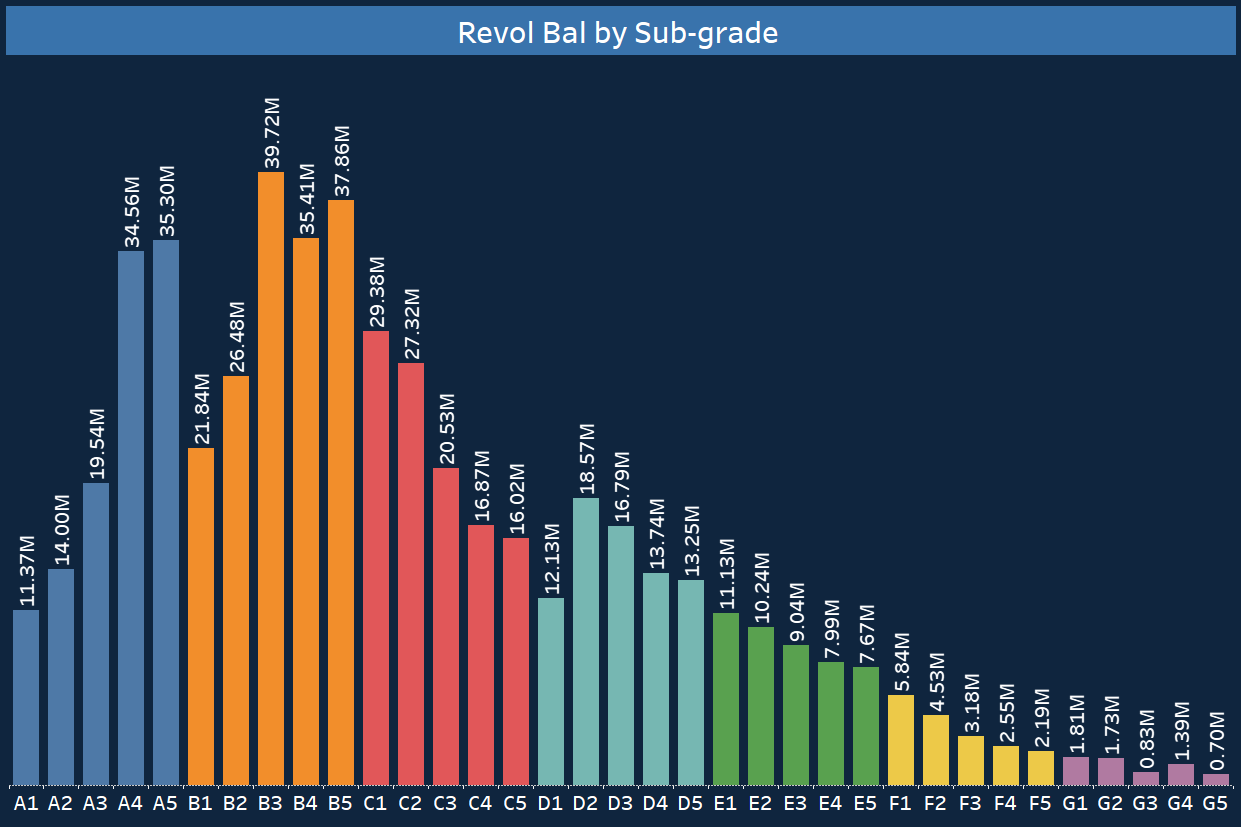 Revol Bal by Sub-grade
11.37M
14.00M
19.54M
34.56M
35.30M
21.84M
26.48M
39.72M
35.41M
37.86M
29.38M
27.32M
20.53M
16.87M
16.02M
12.13M
18.57M
16.79M
13.74M
13.25M
11.13M
10.24M
9.04M
7.99M
7.67M
5.84M
4.53M
3.18M
2.55M
2.19M
1.81M
1.73M
0.83M
1.39M
0.70M
A1 A2 A3 A4 A5 B1 B2 B3 B4 B5 C1 C2 C3 C4 C5 D1 D2 D3 D4 D5 E1 E2 E3 E4 E5 F1 F2 F3 F4 F5 G1 G2 G3 G4 G5